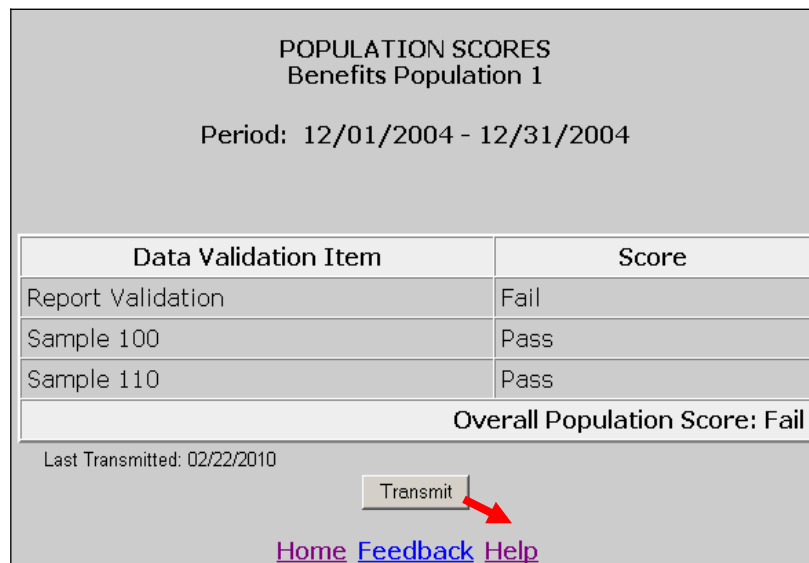 POPULATION SCORES
Benefits Population 1
Period: 12/01/2004 - 12/31/2004
Data Validation Item Score
Report Validation Fail
Sample 100 Pass
Sample 110 Pass
Overall Population Score: Fail
Last Transmitted: 02/22/2010
Transmit
Home Feedback Help